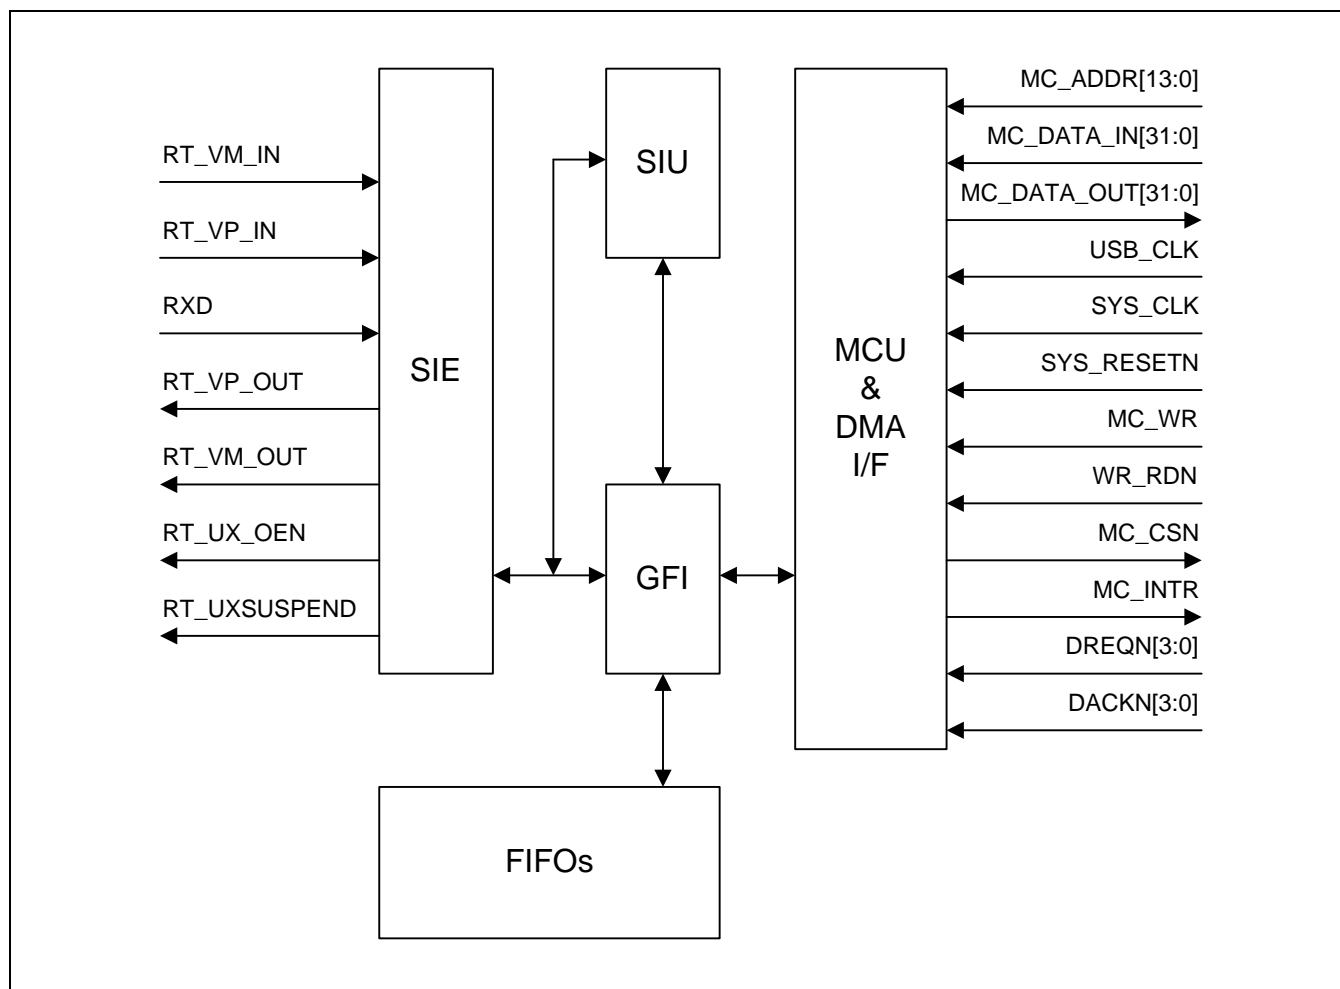 RT_VM_IN
RT_VP_IN
RXD
RT_VP_OUT
RT_VM_OUT
RT_UX_OEN
RT_UXSUSPEND
SIE
SIU
GFI
FIFOs
MCU
&
DMA
I/F
MC_ADDR[13:0]
MC_DATA_IN[31:0]
MC_DATA_OUT[31:0]
USB_CLK
SYS_CLK
SYS_RESETN
MC_WR
WR_RDN
MC_CSN
MC_INTR
DREQN[3:0]
DACKN[3:0]